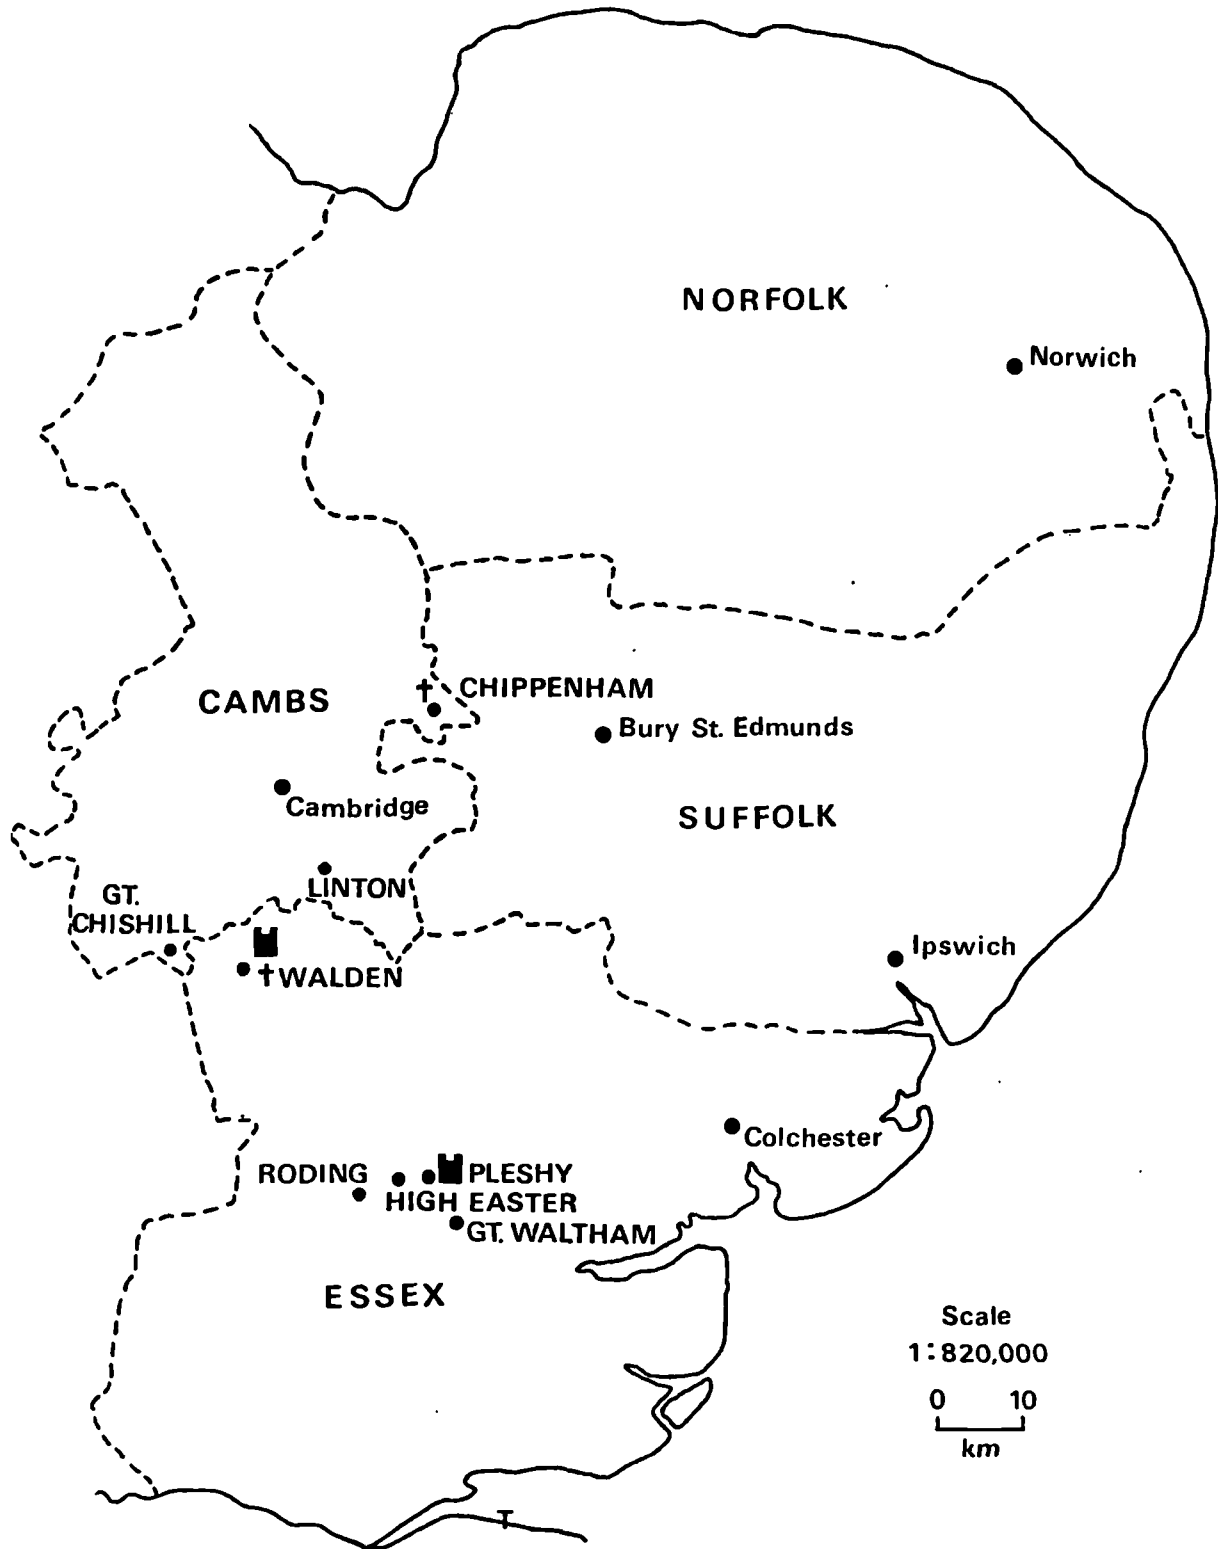 NORFOLK
Norwich
CAMBS
CHIPPENHAM
Bury St. Edmunds
Cambridge
SUFFOLK
LINTON
GT.
CHISHILL
WALDEN
Ipswich
Colchester
RODING
PLESHY
HIGH EASTER
GT. WALTHAM
ESSEX
Scale
1:820,000
0 10
km